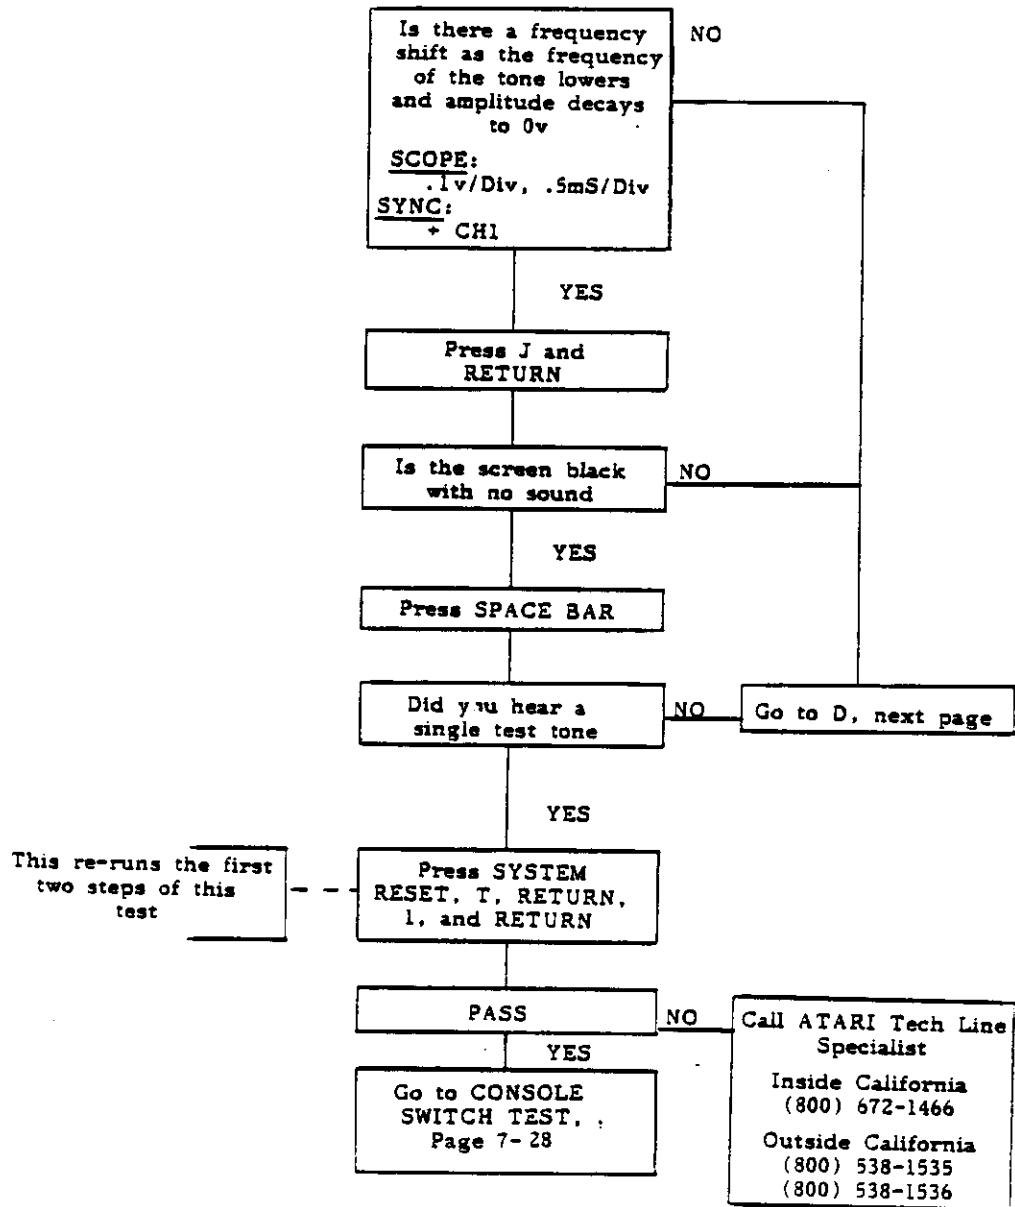 Is there a frequency
shift as the frequency
of the tone lowers
and amplitude decays
to 0v
SCOPE:
.1v/Div, .5mS/Div
SYNC:
+ CH1
NO
YES
Press J and
RETURN
Is the screen black
with no sound
NO
YES
Press SPACE BAR
Did you hear a
single test tone
NO
Go to D, next page
YES
This re-runs the first
two steps of this
test
Press SYSTEM
RESET, T, RETURN,
1, and RETURN
PASS
NO
YES
Call ATARI Tech Line
Specialist
Inside California
(800) 672-1466
Outside California
(800) 538-1535
(800) 538-1536
Go to CONSOLE
SWITCH TEST,
Page 7-28